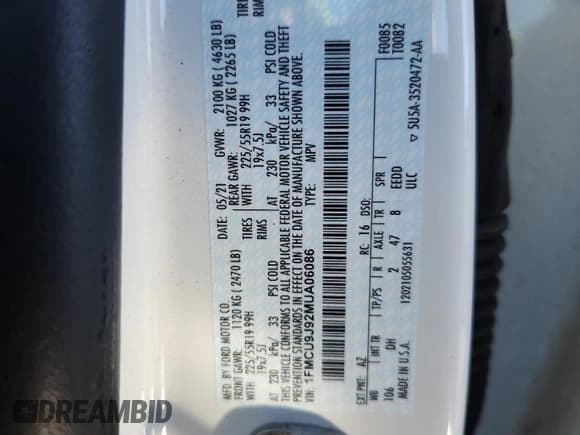 MFD. BY FORD MOTOR CO.
DATE: 05/21 GVWR: 2100 KG ( 4630 LB)
FRONT GAWR: 1120 KG ( 2470 LB) REAR GAWR: 1027 KG ( 2265 LB)
WITH 225/55R19 99H TIRES WITH 225/55R19 99H TIRE
19x7.5J RIMS 19x7.5J RIMS
AT 230 kPa/ 33 PSI COLD AT 230 kPa/ 33 PSI COLD
THIS VEHICLE CONFORMS TO ALL APPLICABLE FEDERAL MOTOR VEHICLE SAFETY AND THEFT
PREVENTION STANDARDS IN EFFECT ON THE DATE OF MANUFACTURE SHOWN ABOVE.
VIN: 1FMCU9J92MUA06086
TYPE: MPV
F0085
T0082
EXT PNT: AZ RC: 16 DSO:
WB INT TR TP/PS R AXLE TR SPR
106 DH 2 47 8 EEDD
ULC
MADE IN U.S.A. 1202105055631 ▽ 5U5A-3520472-AA
DREAMBID